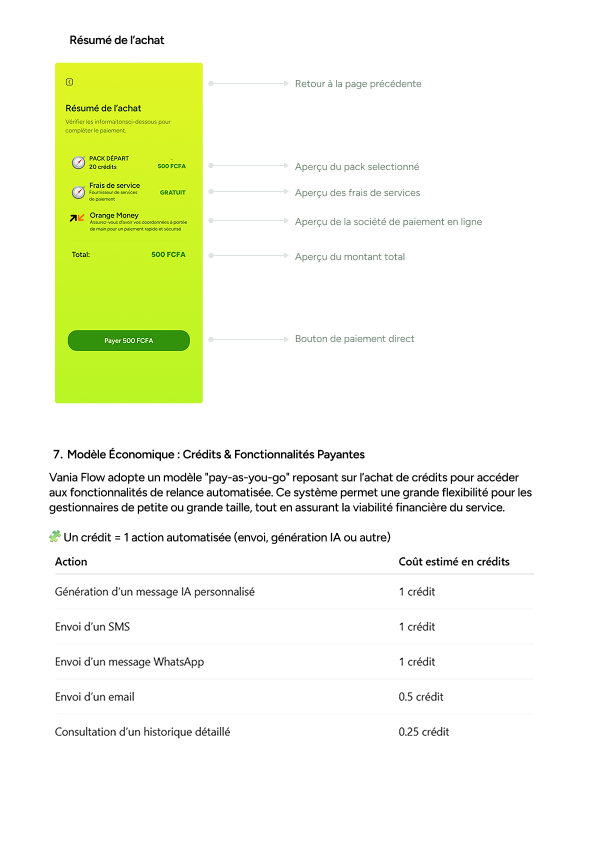 Résumé de l'achat
Retour à la page précédente
Résumé de l'achat
Vérifier les informaitonsci-dessous pour
compléter le paiement.
PACK DÉPART
20 crédits
500 FCFA
Aperçu du pack selectionné
Frais de service
Fournisseur de services
de paiement
GRATUIT
Aperçu des frais de services
Orange Money
Assurez-vous d'avoir vos coordonnées à portée
de main pour un paiement rapide et sécurisé
Aperçu de la société de paiement en ligne
Total:
500 FCFA
Aperçu du montant total
Payer 500 FCFA
Bouton de paiement direct
7. Modèle Économique : Crédits & Fonctionnalités Payantes
Vania Flow adopte un modèle "pay-as-you-go" reposant sur l'achat de crédits pour accéder
aux fonctionnalités de relance automatisée. Ce système permet une grande flexibilité pour les
gestionnaires de petite ou grande taille, tout en assurant la viabilité financière du service.
Un crédit = 1 action automatisée (envoi, génération IA ou autre)
Action Coût estimé en crédits
Génération d'un message IA personnalisé 1 crédit
Envoi d'un SMS 1 crédit
Envoi d'un message WhatsApp 1 crédit
Envoi d'un email 0.5 crédit
Consultation d'un historique détaillé 0.25 crédit